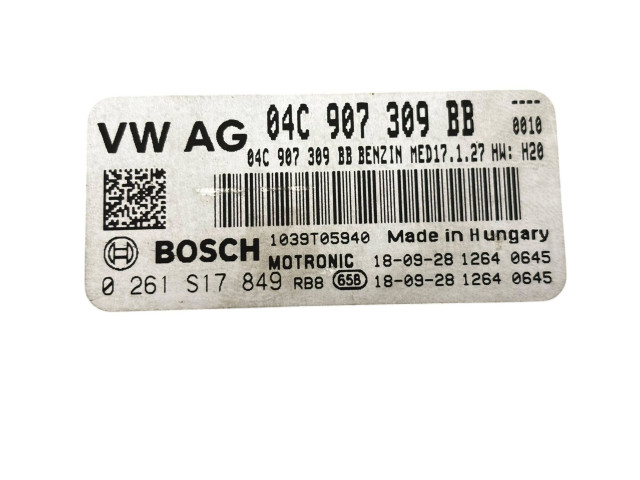 VW AG 04C 907 309 BB ----
0010
04C 907 309 BB BENZIN MED17.1.27 HW: H20
BOSCH 1039T05940 Made in Hungary
MOTRONIC 18-09-28 1264 0645
0 261 S17 849 RB8 65B 18-09-28 1264 0645